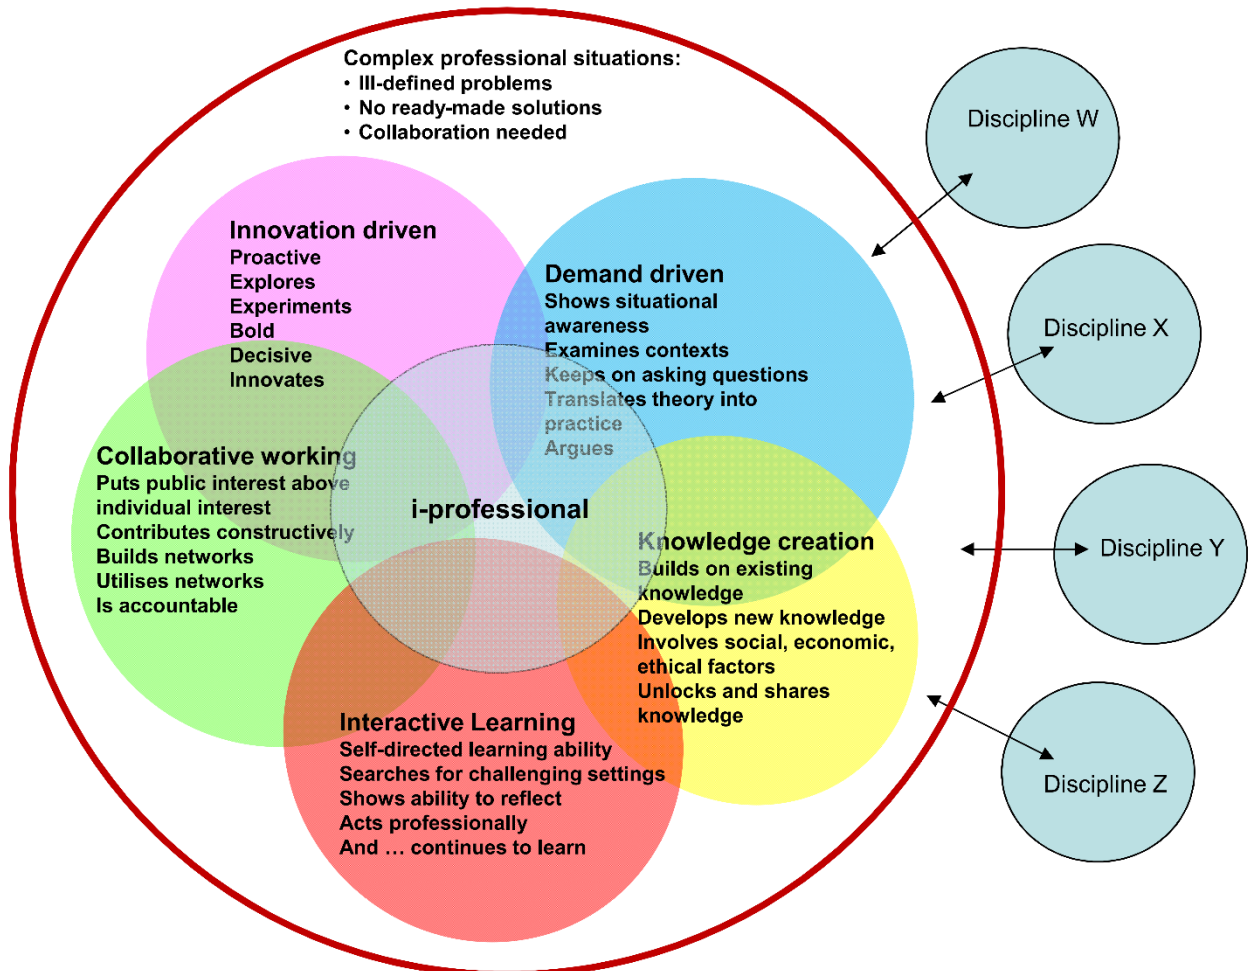 Complex professional situations:
• Ill-defined problems
• No ready-made solutions
• Collaboration needed
Innovation driven
Proactive
Explores
Experiments
Bold
Decisive
Innovates
Demand driven
Shows situational
awareness
Examines contexts
Keeps on asking questions
Translates theory into
practice
Argues
Collaborative working
Puts public interest above
individual interest
Contributes constructively
Builds networks
Utilises networks
Is accountable
i-professional
Knowledge creation
Builds on existing
knowledge
Develops new knowledge
Involves social, economic,
ethical factors
Unlocks and shares
knowledge
Interactive Learning
Self-directed learning ability
Searches for challenging settings
Shows ability to reflect
Acts professionally
And … continues to learn
Discipline W
Discipline X
Discipline Y
Discipline Z